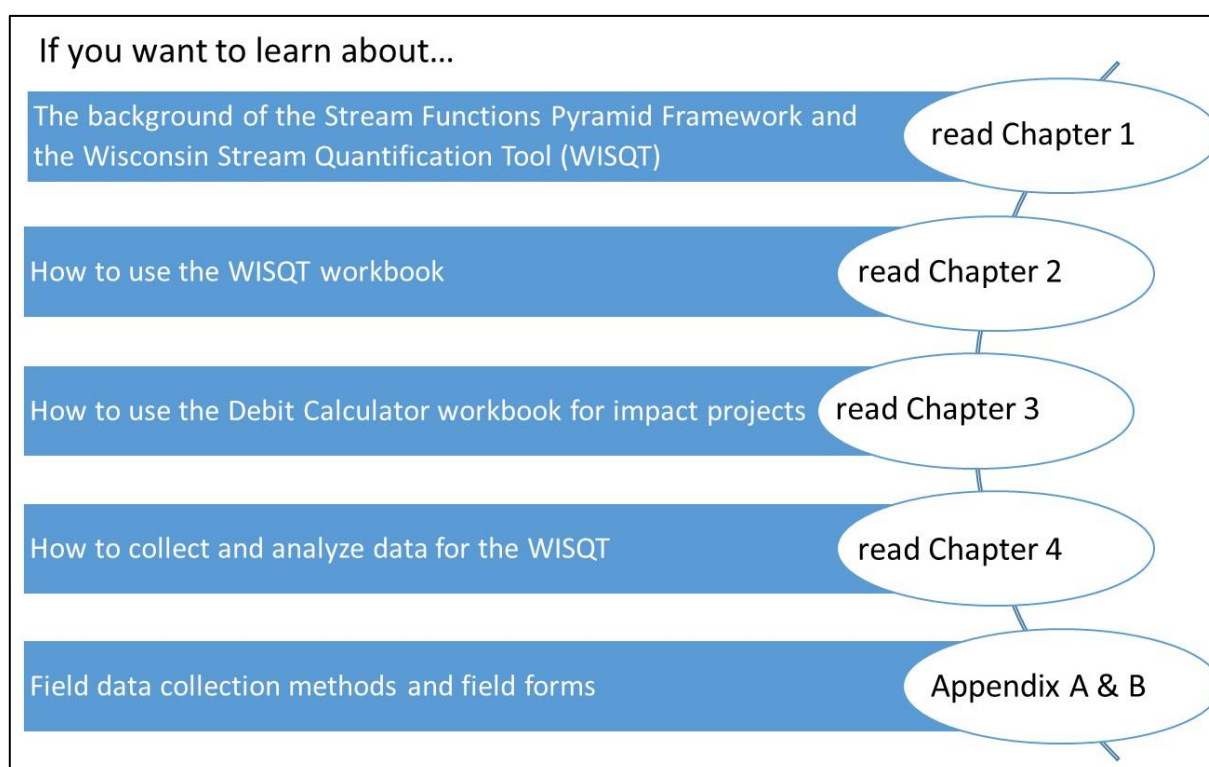 If you want to learn about…
The background of the Stream Functions Pyramid Framework and
the Wisconsin Stream Quantification Tool (WISQT)
read Chapter 1
How to use the WISQT workbook
read Chapter 2
How to use the Debit Calculator workbook for impact projects
read Chapter 3
How to collect and analyze data for the WISQT
read Chapter 4
Field data collection methods and field forms
Appendix A & B